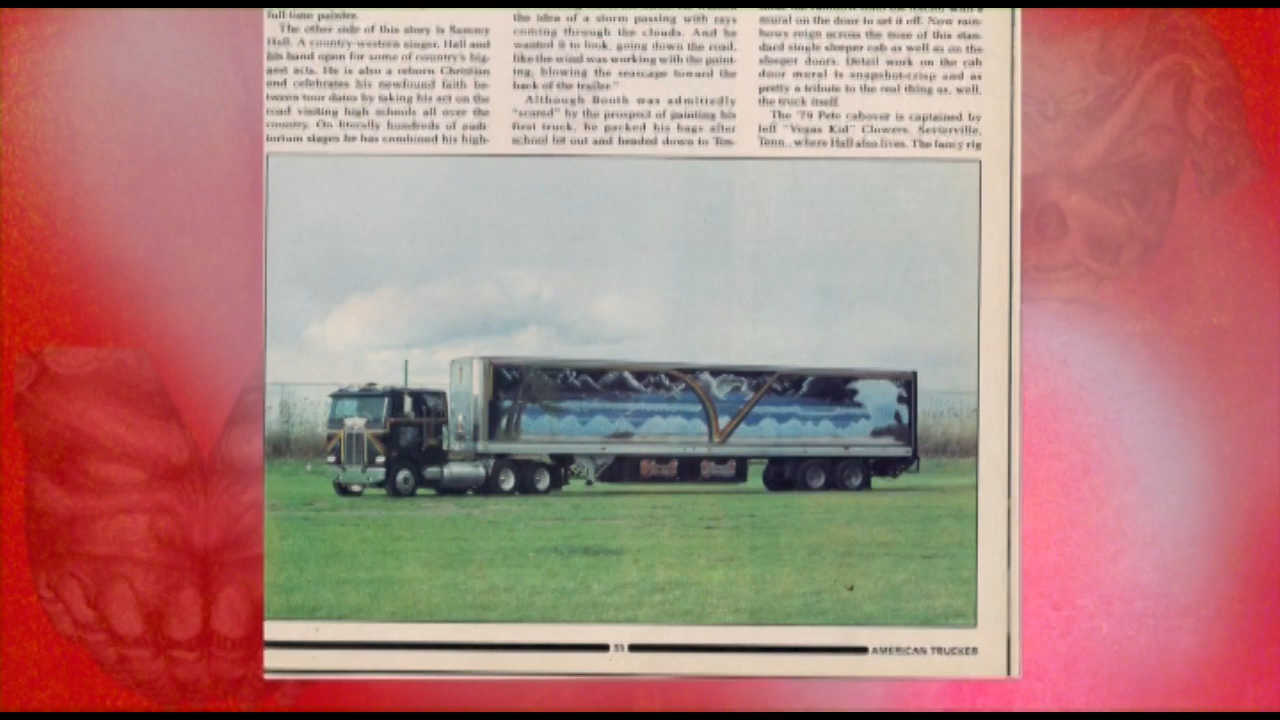 full-time painter.
The other side of this story is Sammy
Hall. A country-western singer, Hall and
his band open for some of country's big-
gest acts. He is also a reborn Christian
and celebrates his newfound faith be-
tween tour dates by taking his act on the
road visiting high schools all over the
country. On literally hundreds of audi-
torium stages he has combined his high-
the idea of a storm passing with rays
coming through the clouds. And he
wanted it to look, going down the road,
like the wind was working with the paint-
ing, blowing the seascape toward the
back of the trailer."
Although Booth was admittedly
"scared" by the prospect of painting his
first truck, he packed his bags after
school let out and headed down to Ten-
mural on the door to set it off. Now rain-
bows reign across the nose of this stan-
dard single sleeper cab as well as on the
sleeper doors. Detail work on the cab
door mural is snapshot-crisp and as
pretty a tribute to the real thing as, well,
the truck itself.
The '79 Pete cabover is captained by
Jeff "Vegas Kid" Clowers, Sevierville,
Tenn., where Hall also lives. The fancy rig
AMERICAN TRUCKER